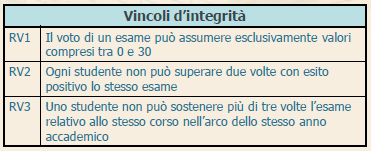 Vincoli d'integrità
RV1 Il voto di un esame può assumere esclusivamente valori
compresi tra 0 e 30
RV2 Ogni studente non può superare due volte con esito
positivo lo stesso esame
RV3 Uno studente non può sostenere più di tre volte l'esame
relativo allo stesso corso nell'arco dello stesso anno
accademico